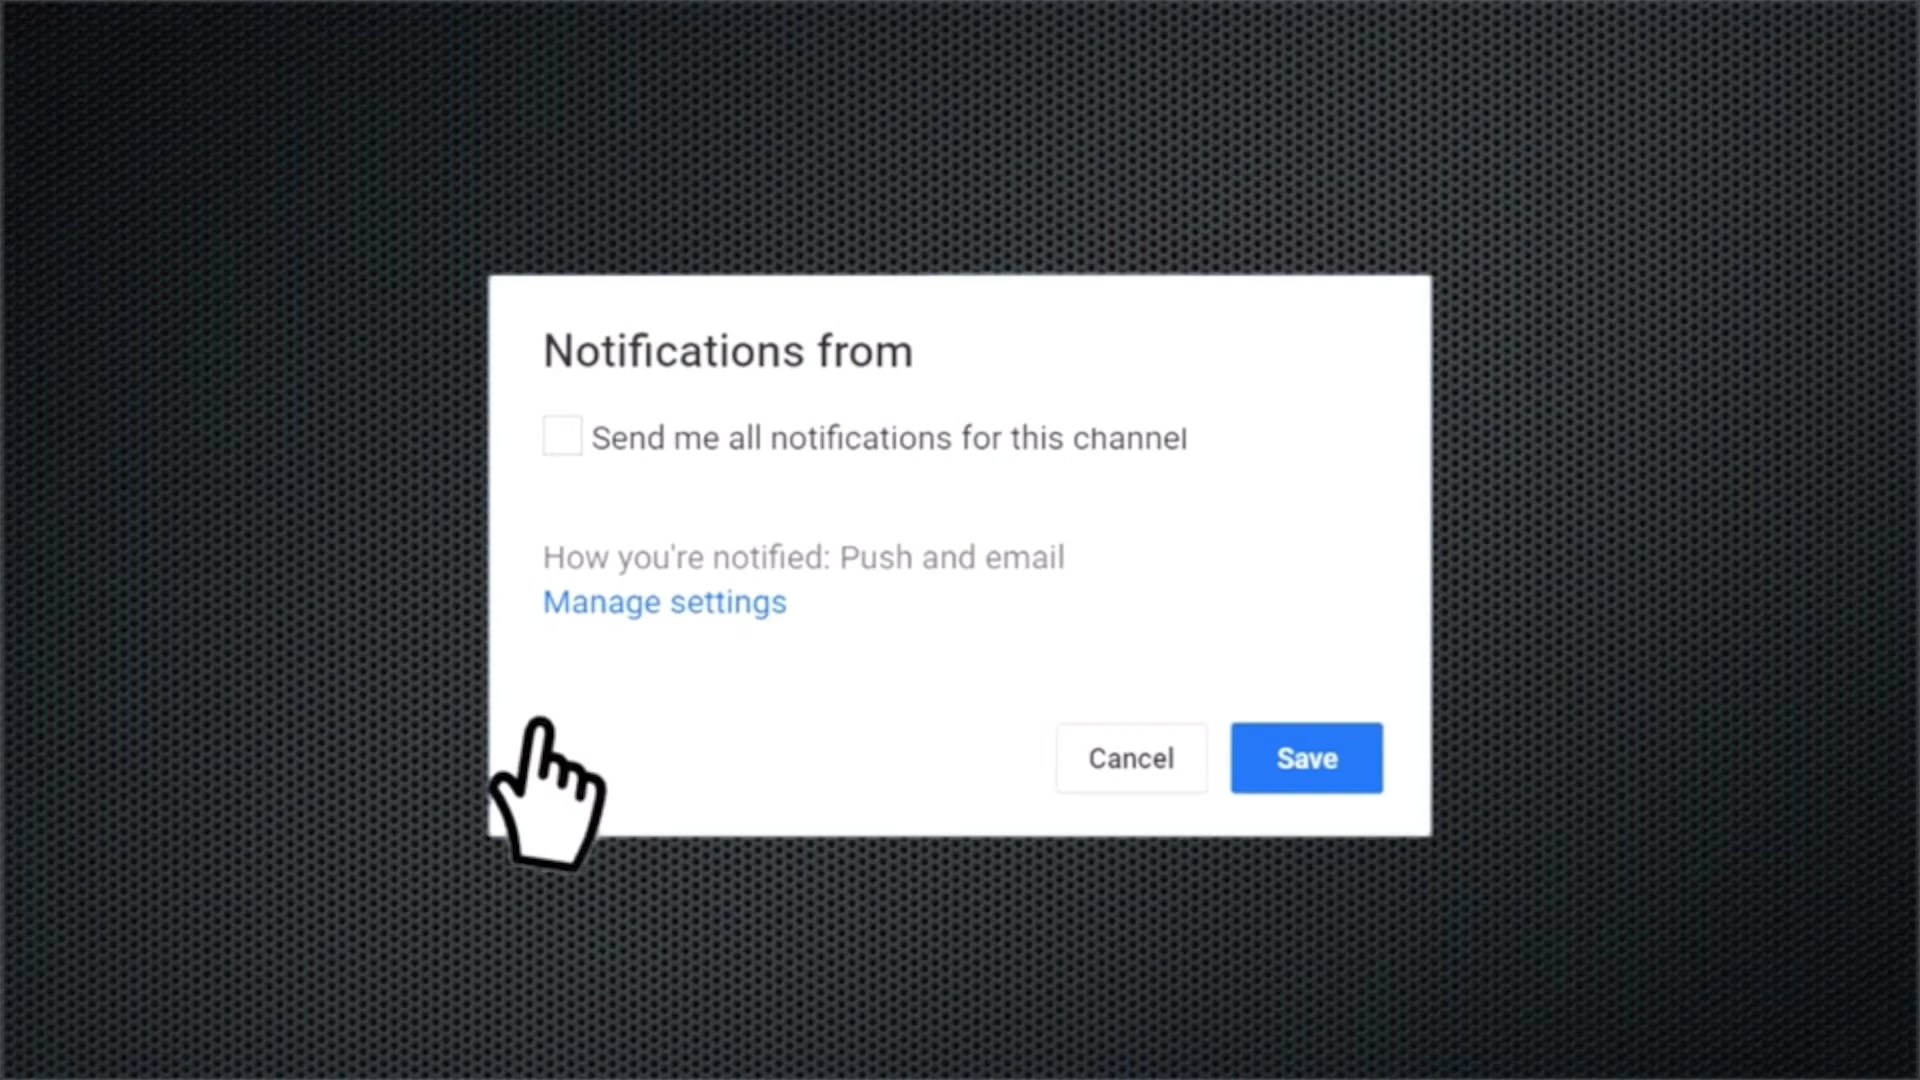 Notifications from
Send me all notifications for this channel
How you're notified: Push and email
Manage settings
Cancel
Save